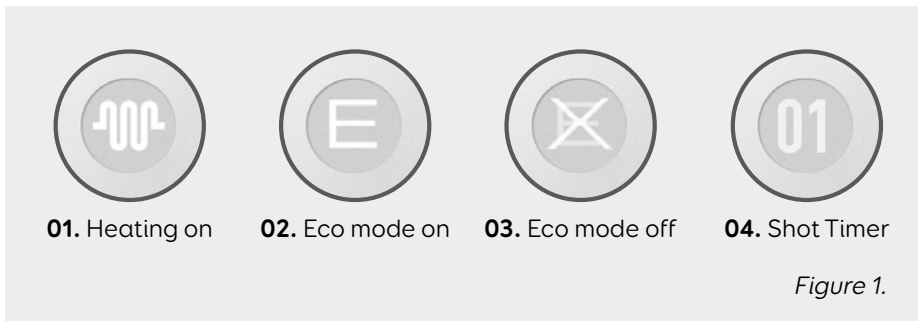 E
E
01
01. Heating on
02. Eco mode on
03. Eco mode off
04. Shot Timer
Figure 1.